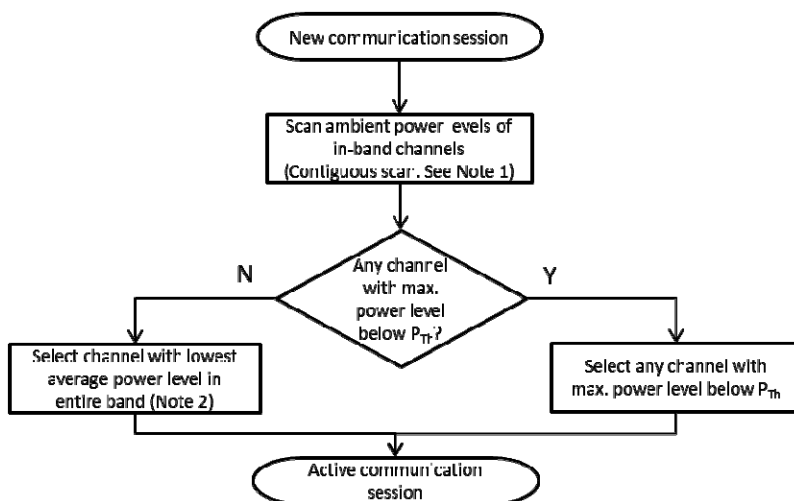 New communication session
Scan ambient power levels of
in-band channels
(Contiguous scan. See Note 1)
Any channel
with max.
power level
below P_Th?
N
Y
Select channel with lowest
average power level in
entire band (Note 2)
Select any channel with
max. power level below P_Th
Active communication
session